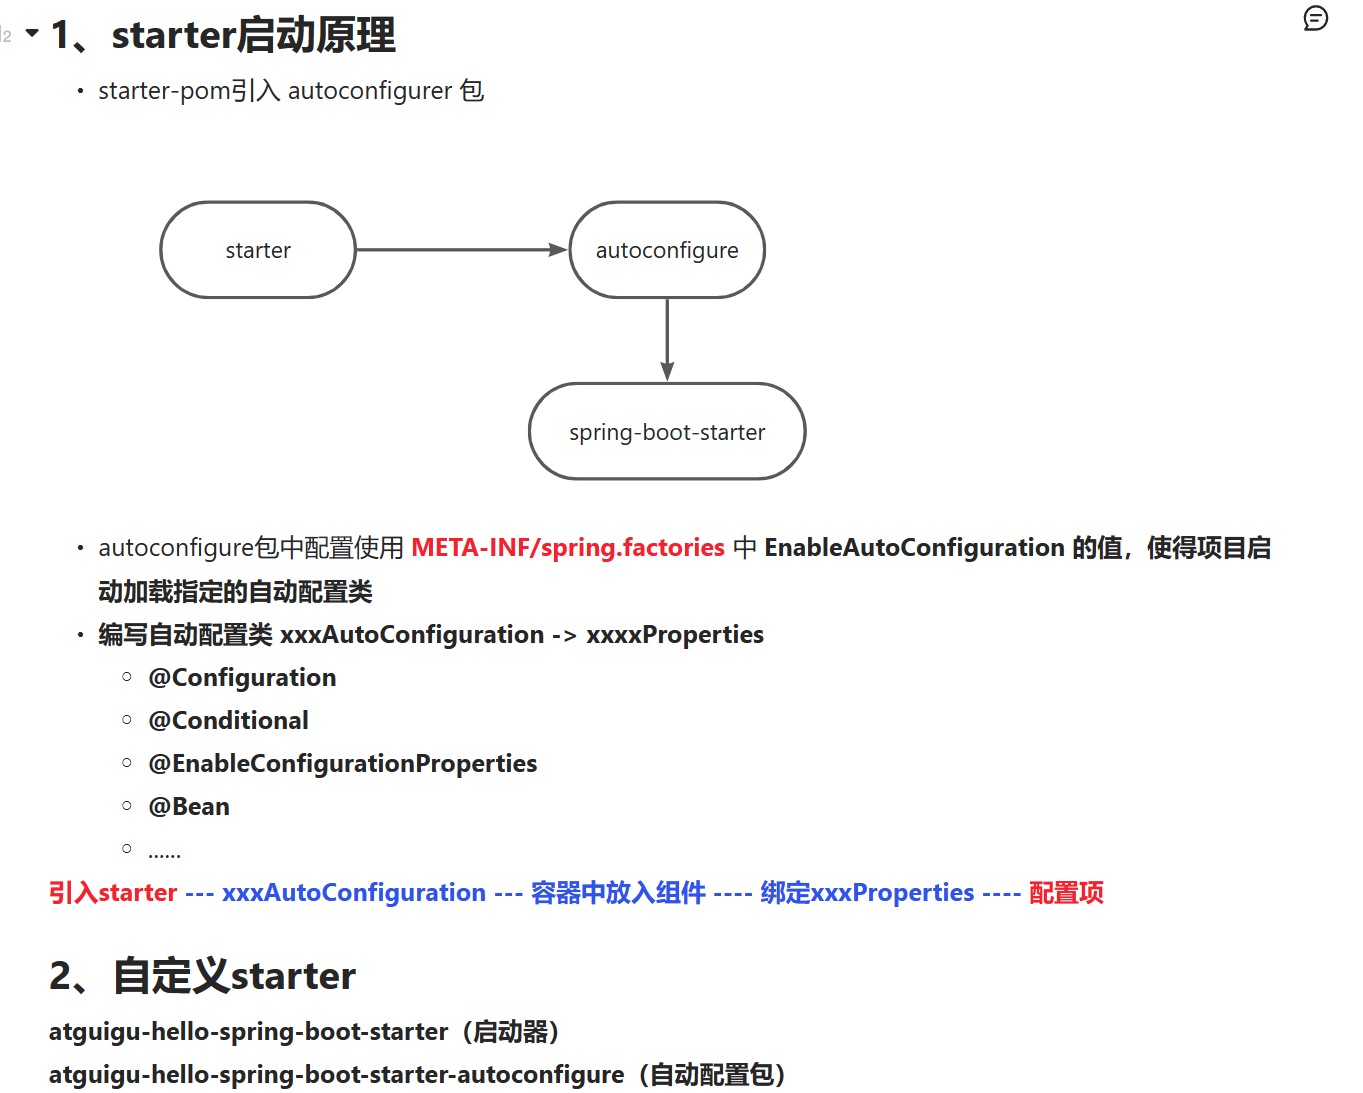 1、starter启动原理
• starter-pom引入 autoconfigurer 包
starter
autoconfigure
spring-boot-starter
• autoconfigure包中配置使用 META-INF/spring.factories 中 EnableAutoConfiguration 的值，使得项目启
动加载指定的自动配置类
• 编写自动配置类 xxxAutoConfiguration -> xxxxProperties
○ @Configuration
○ @Conditional
○ @EnableConfigurationProperties
○ @Bean
○ ......
引入starter --- xxxAutoConfiguration --- 容器中放入组件 ---- 绑定xxxProperties ---- 配置项
2、自定义starter
atguigu-hello-spring-boot-starter（启动器）
atguigu-hello-spring-boot-starter-autoconfigure（自动配置包）